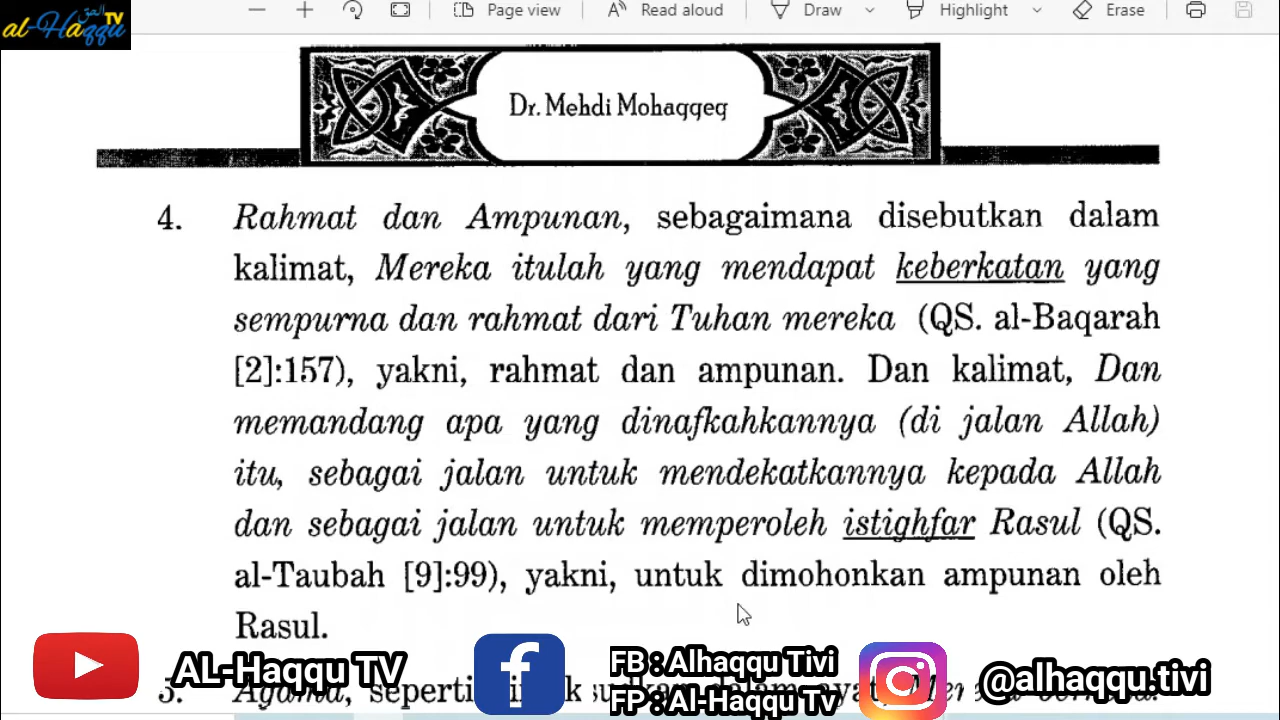 al-Haqqu TV
الحق
Page view
Read aloud
Draw
Highlight
Erase
Dr. Mehdi Mohaqqeq
4. Rahmat dan Ampunan, sebagaimana disebutkan dalam
kalimat, Mereka itulah yang mendapat keberkatan yang
sempurna dan rahmat dari Tuhan mereka (QS. al-Baqarah
[2]:157), yakni, rahmat dan ampunan. Dan kalimat, Dan
memandang apa yang dinafkahkannya (di jalan Allah)
itu, sebagai jalan untuk mendekatkannya kepada Allah
dan sebagai jalan untuk memperoleh istighfar Rasul (QS.
al-Taubah [9]:99), yakni, untuk dimohonkan ampunan oleh
Rasul.
5. Agama, seperti
AL-Haqqu TV
FB : Alhaqqu Tivi
FP : Al-Haqqu Tv
@alhaqqu.tivi